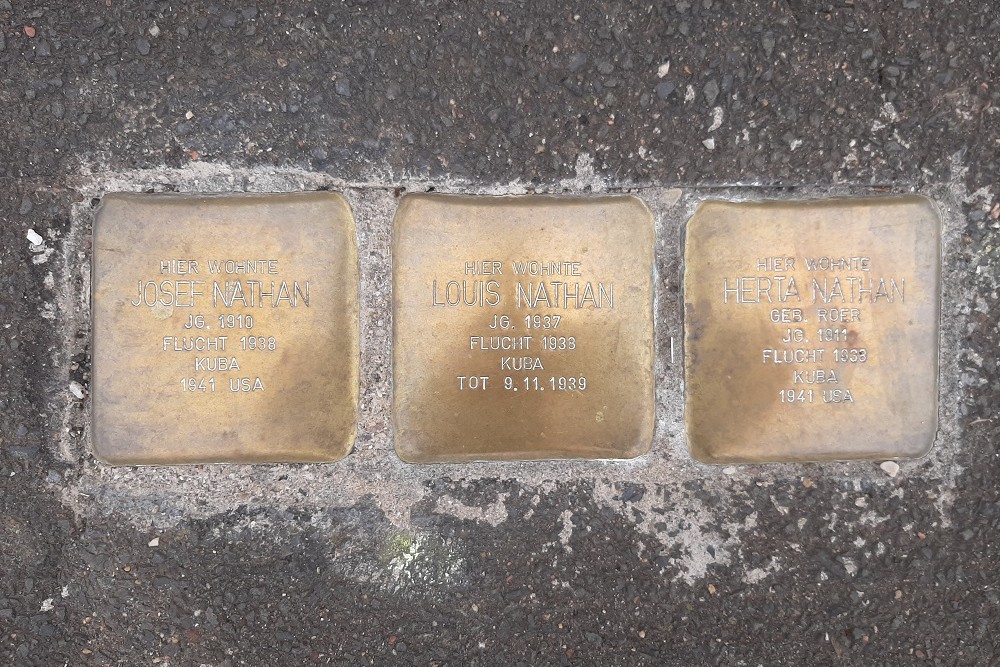 HIER WOHNTE
JOSEF NATHAN
JG. 1910
FLUCHT 1938
KUBA
1941 USA
HIER WOHNTE
LOUIS NATHAN
JG. 1937
FLUCHT 1938
KUBA
TOT 9.11.1939
HIER WOHNTE
HERTA NATHAN
GEB. ROER
JG. 1911
FLUCHT 1938
KUBA
1941 USA